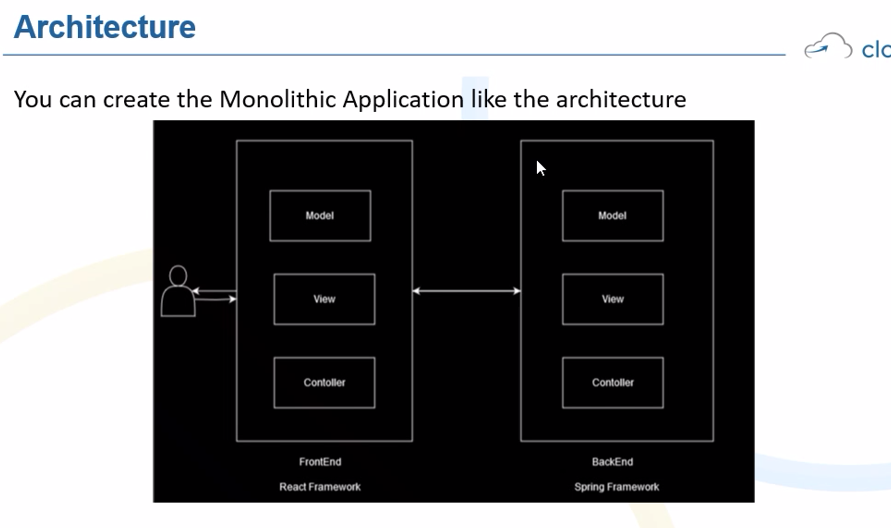 Architecture
clo
You can create the Monolithic Application like the architecture
Model
Model
View
View
Contoller
Contoller
FrontEnd
BackEnd
React Framework
Spring Framework